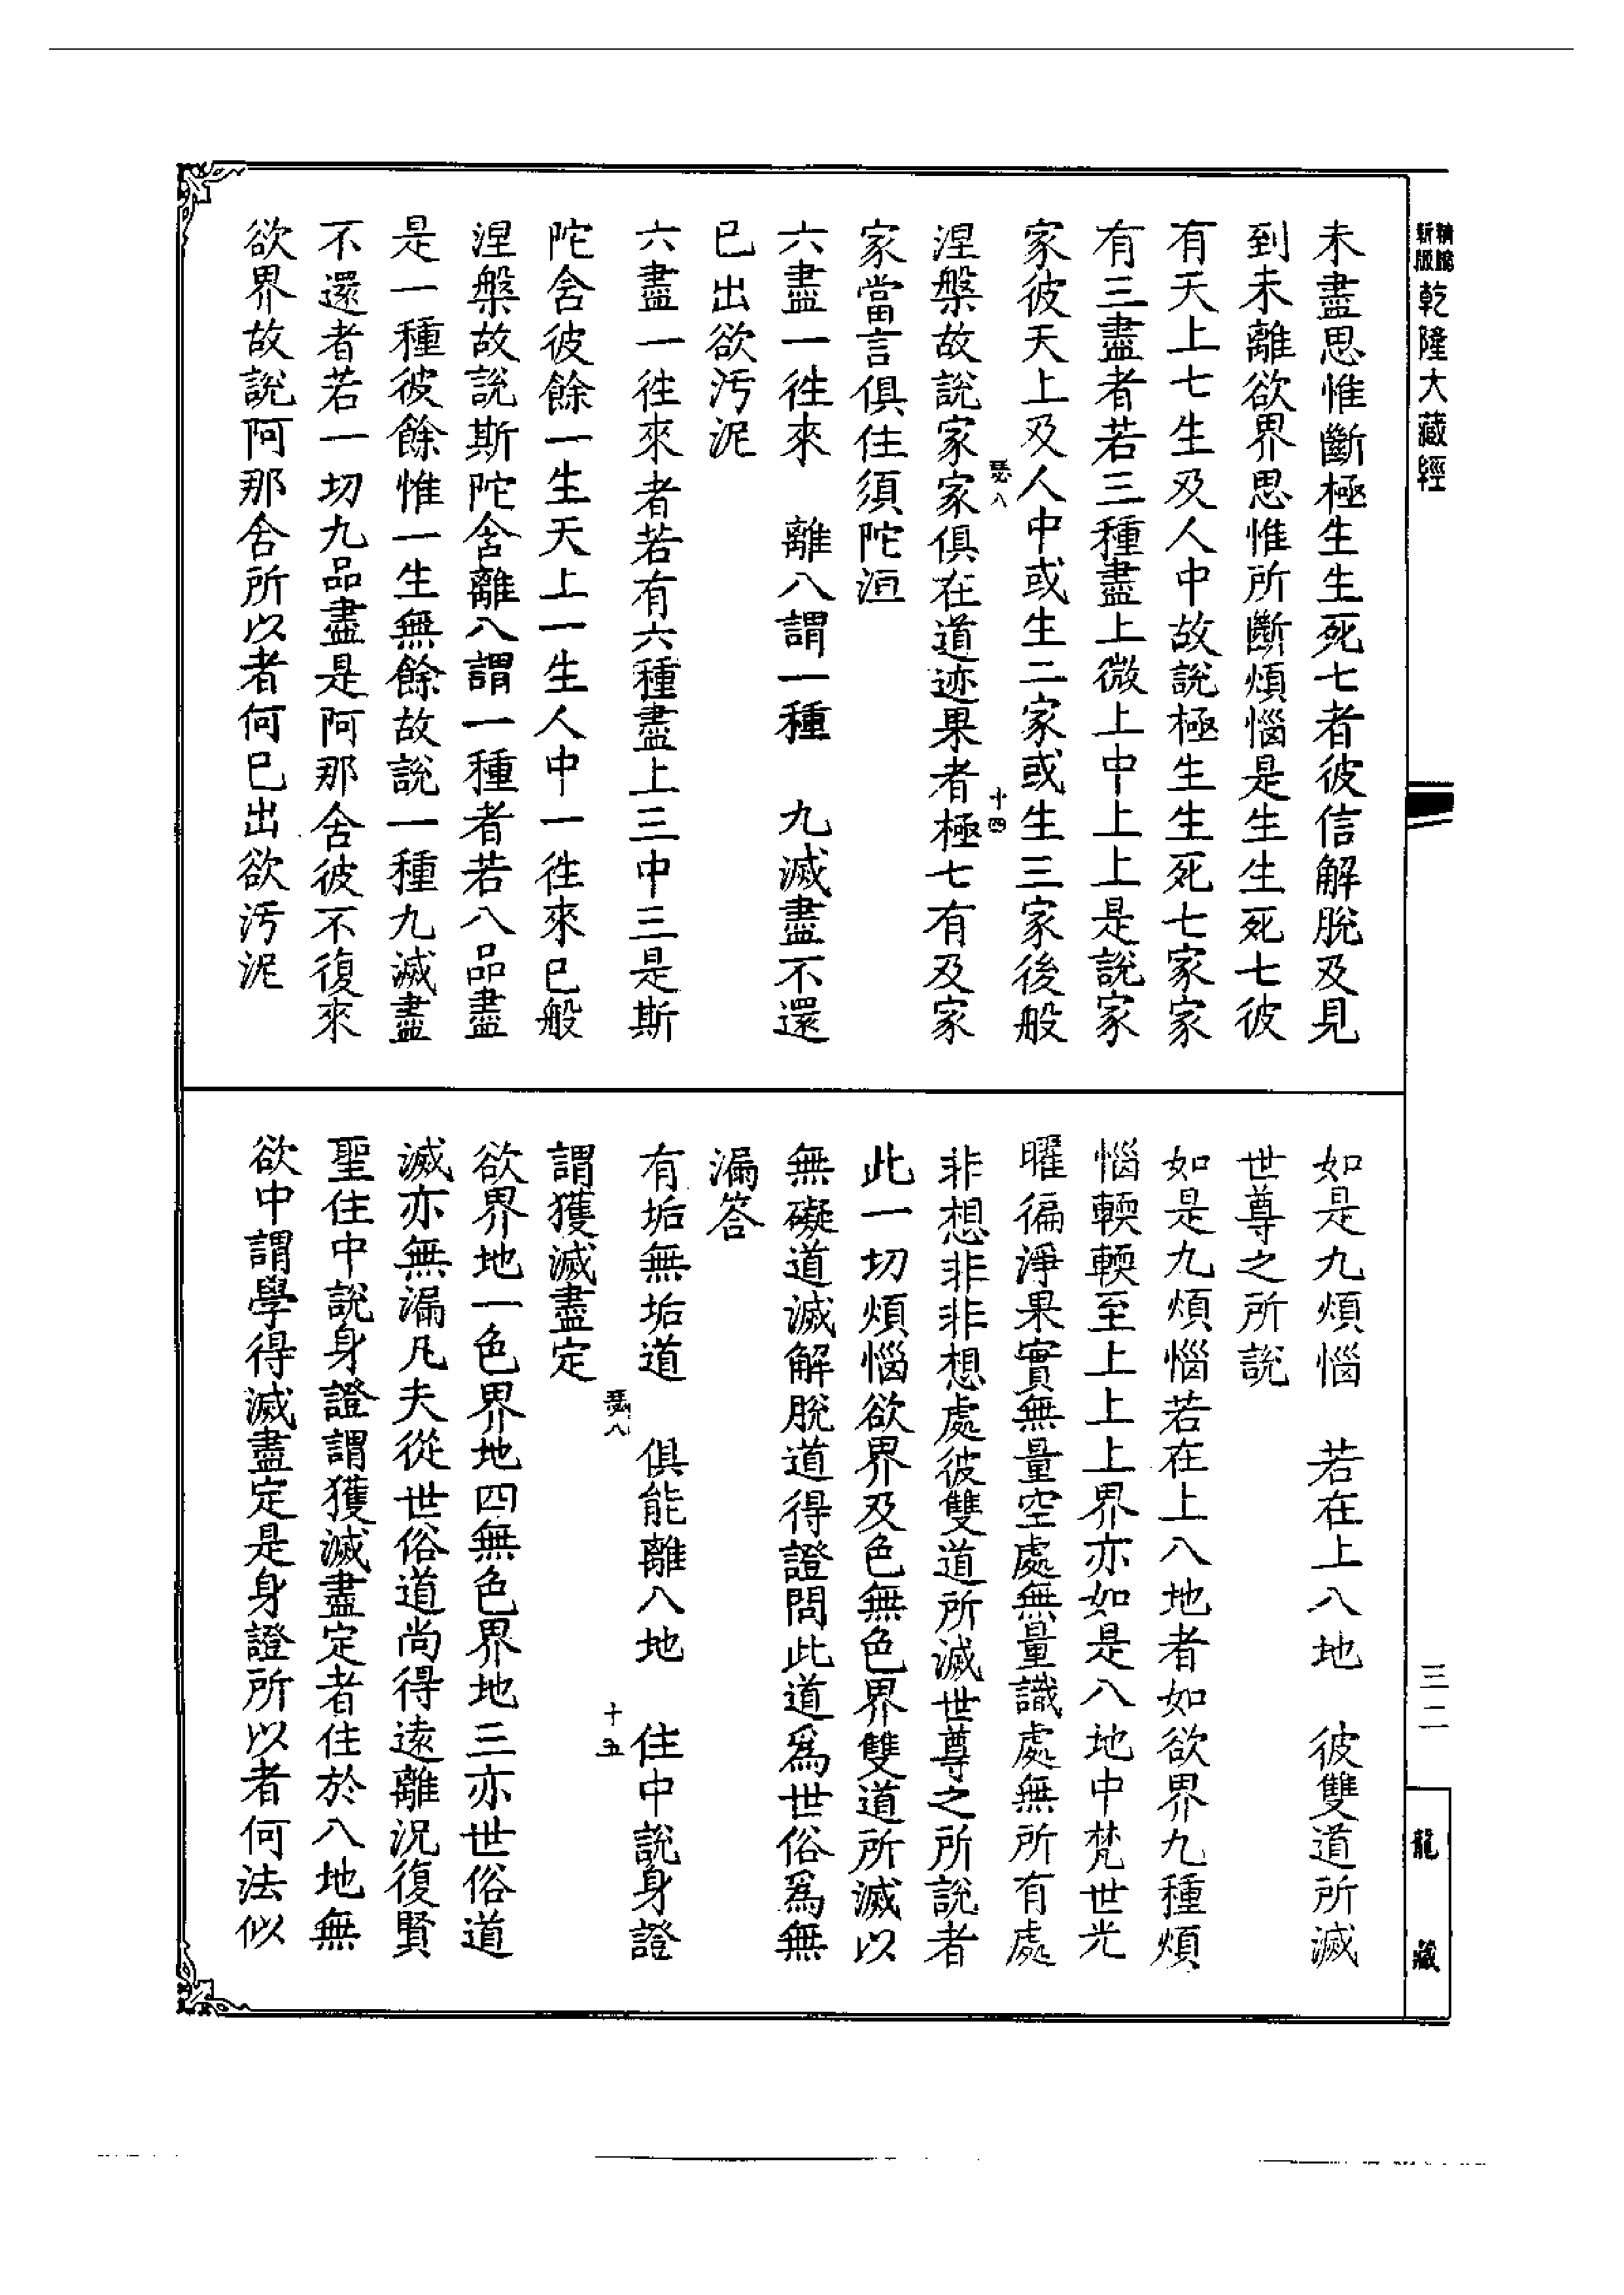 乾隆大藏經
未盡思惟斷極生生死七者彼信解脫及見
到未離欲界思惟所斷煩惱是生生死七彼
有天上七生及人中故說極生生死七家家
有三盡者若三種盡上微上中上上是說家
家彼天上及人中或生二家或生三家後般
瑟八 十四
涅槃故說家家俱在道迹果者極七有及家
家當言俱住須陀洹
六盡一往來 離八謂一種 九滅盡不還
已出欲污泥
六盡一往來者若有六種盡上三中三是斯
陀含彼餘一生天上一生人中一往來已般
涅槃故說斯陀含離八謂一種者若八品盡
是一種彼餘惟一生無餘故說一種九滅盡
不還者若一切九品盡是阿那含彼不復來
欲界故說阿那含所以者何已出欲污泥
如是九煩惱 若在上八地 彼雙道所滅
世尊之所說
如是九煩惱若在上八地者如欲界九種煩
惱輭輭至上上上界亦如是八地中梵世光
曜徧淨果實無量空處無量識處無所有處
非想非非想處彼雙道所滅世尊之所說者
此一切煩惱欲界及色無色界雙道所滅以
無礙道滅解脫道得證問此道爲世俗爲無
漏答
有垢無垢道 俱能離八地 住中說身證
瑟八 十五
謂獲滅盡定
欲界地一色界地四無色界地三亦世俗道
滅亦無漏凡夫從世俗道尚得遠離況復賢
聖住中說身證謂獲滅盡定者住於八地無
欲中謂學得滅盡定是身證所以者何法似
三二
龍藏